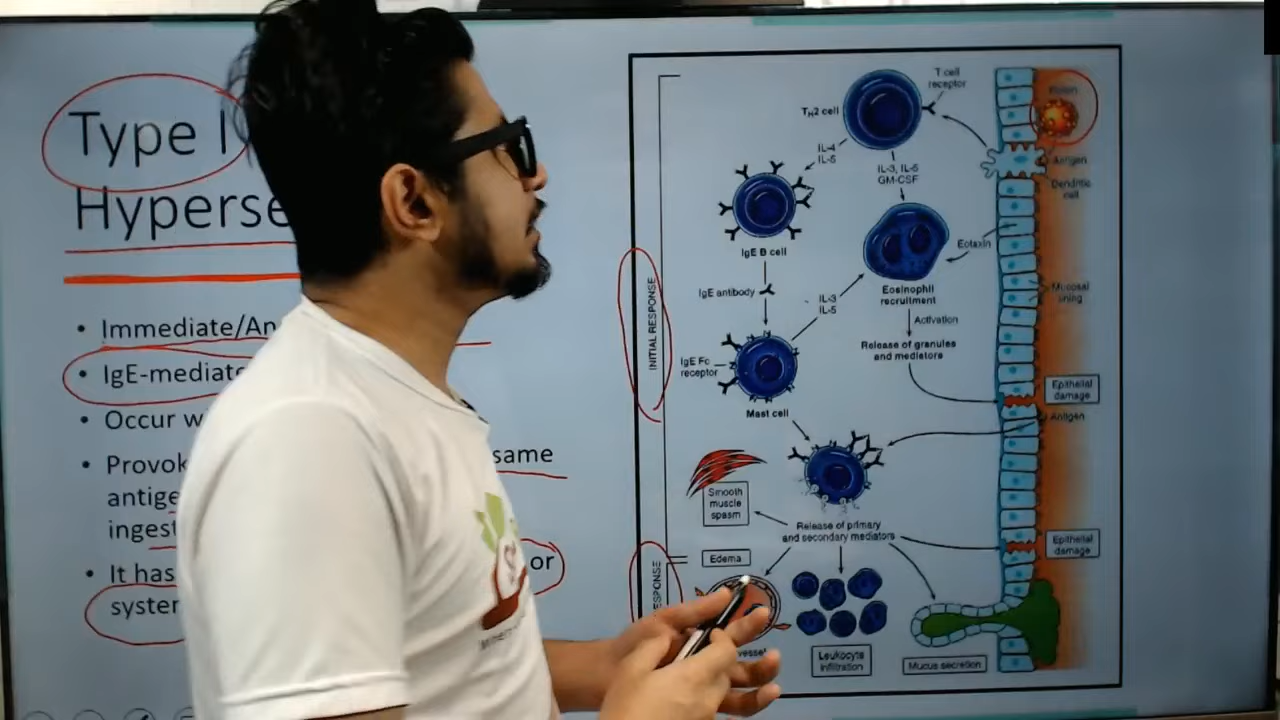 Type I
Hyperse
Immediate/An
IgE-mediate
Occur w
Provok
same
antige
ingest
It has
or
syster
INITIAL RESPONSE
ESPONSE
T cell
receptor
TH2 cell
IL-4
IL-5
IL-3, IL-5
GM-CSF
Antigen
Dendritic
cell
IgE B cell
Eotaxin
IgE antibody
IL-3
IL-5
Eosinophil
recruitment
Mucosal
lining
Activation
Release of granules
and mediators
IgE Fc
receptor
Mast cell
Epithelial
damage
Antigen
Smooth
muscle
spasm
Release of primary
and secondary mediators
Epithelial
damage
Edema
vessel
Leukocyte
infiltration
Mucus secretion